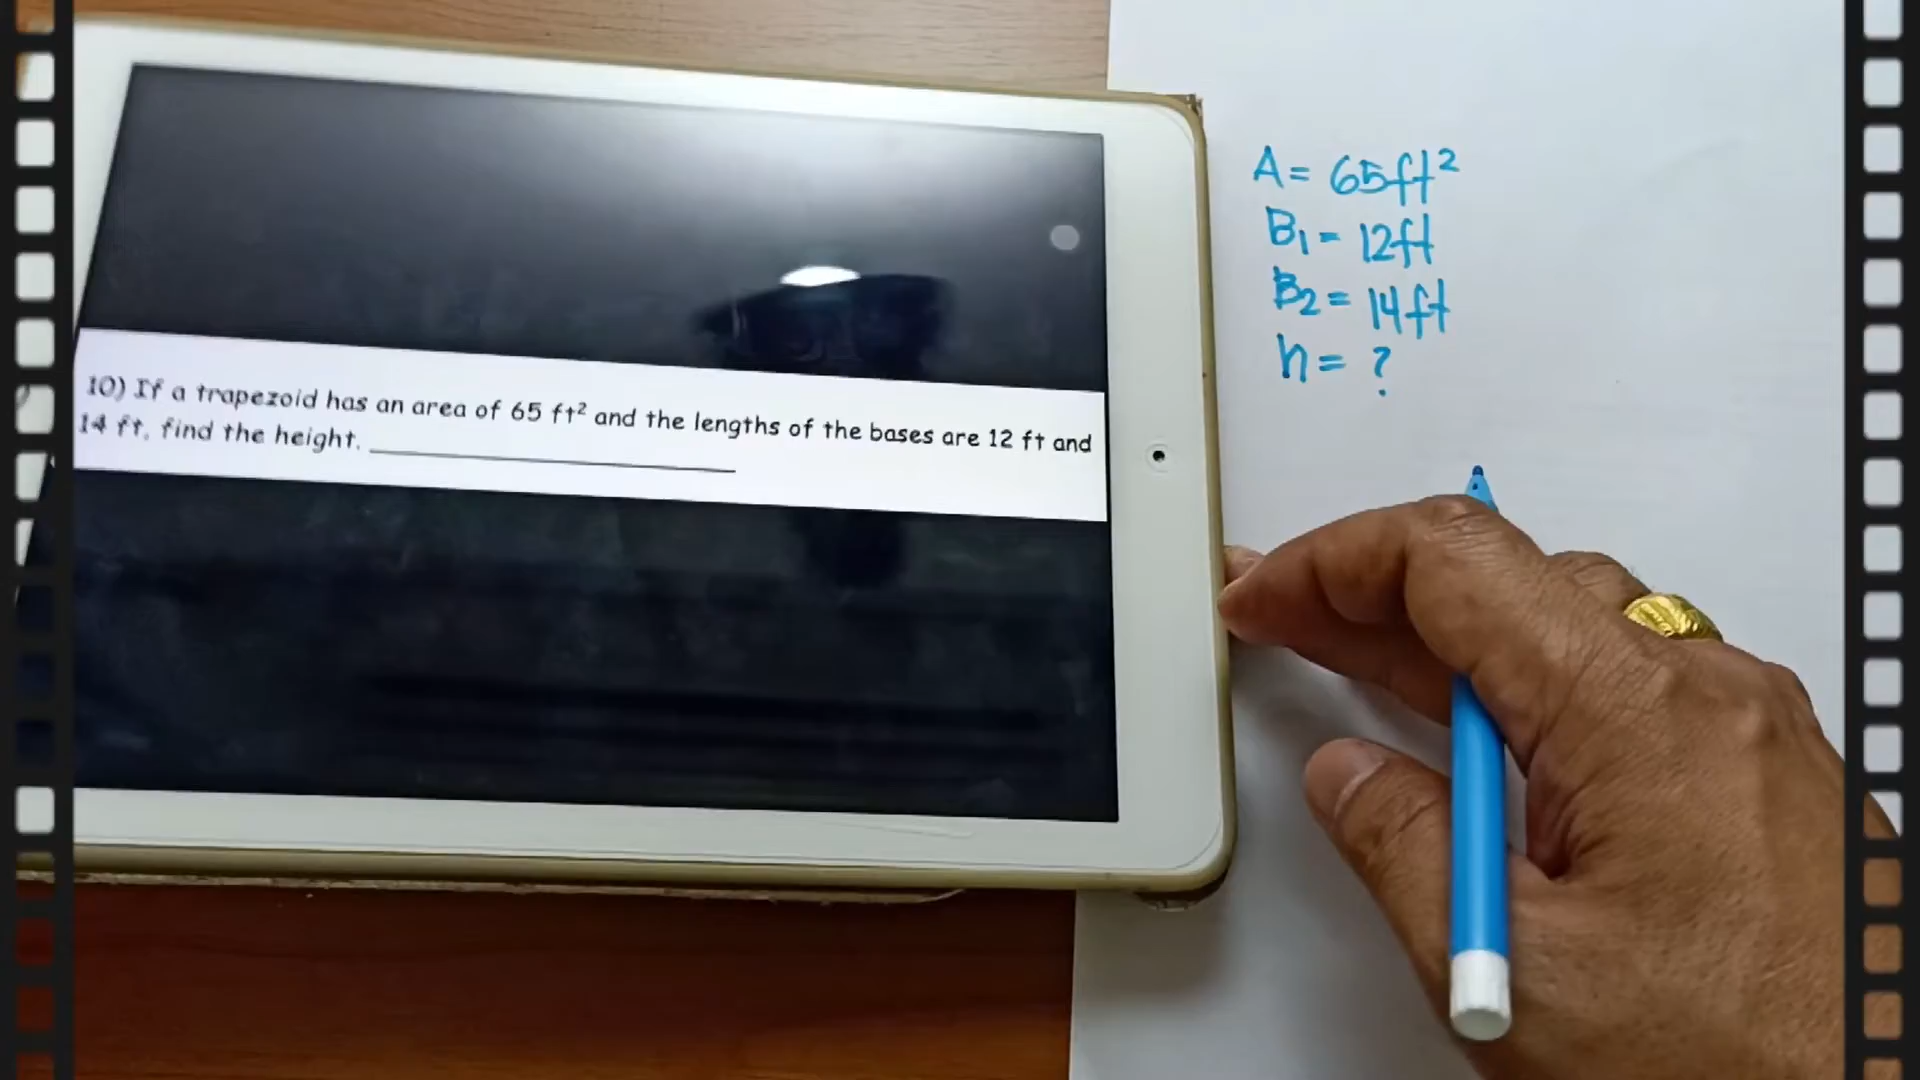 10) If a trapezoid has an area of 65 ft² and the lengths of the bases are 12 ft and
14 ft, find the height.
A = 65ft²
B₁ = 12ft
B₂ = 14ft
h = ?